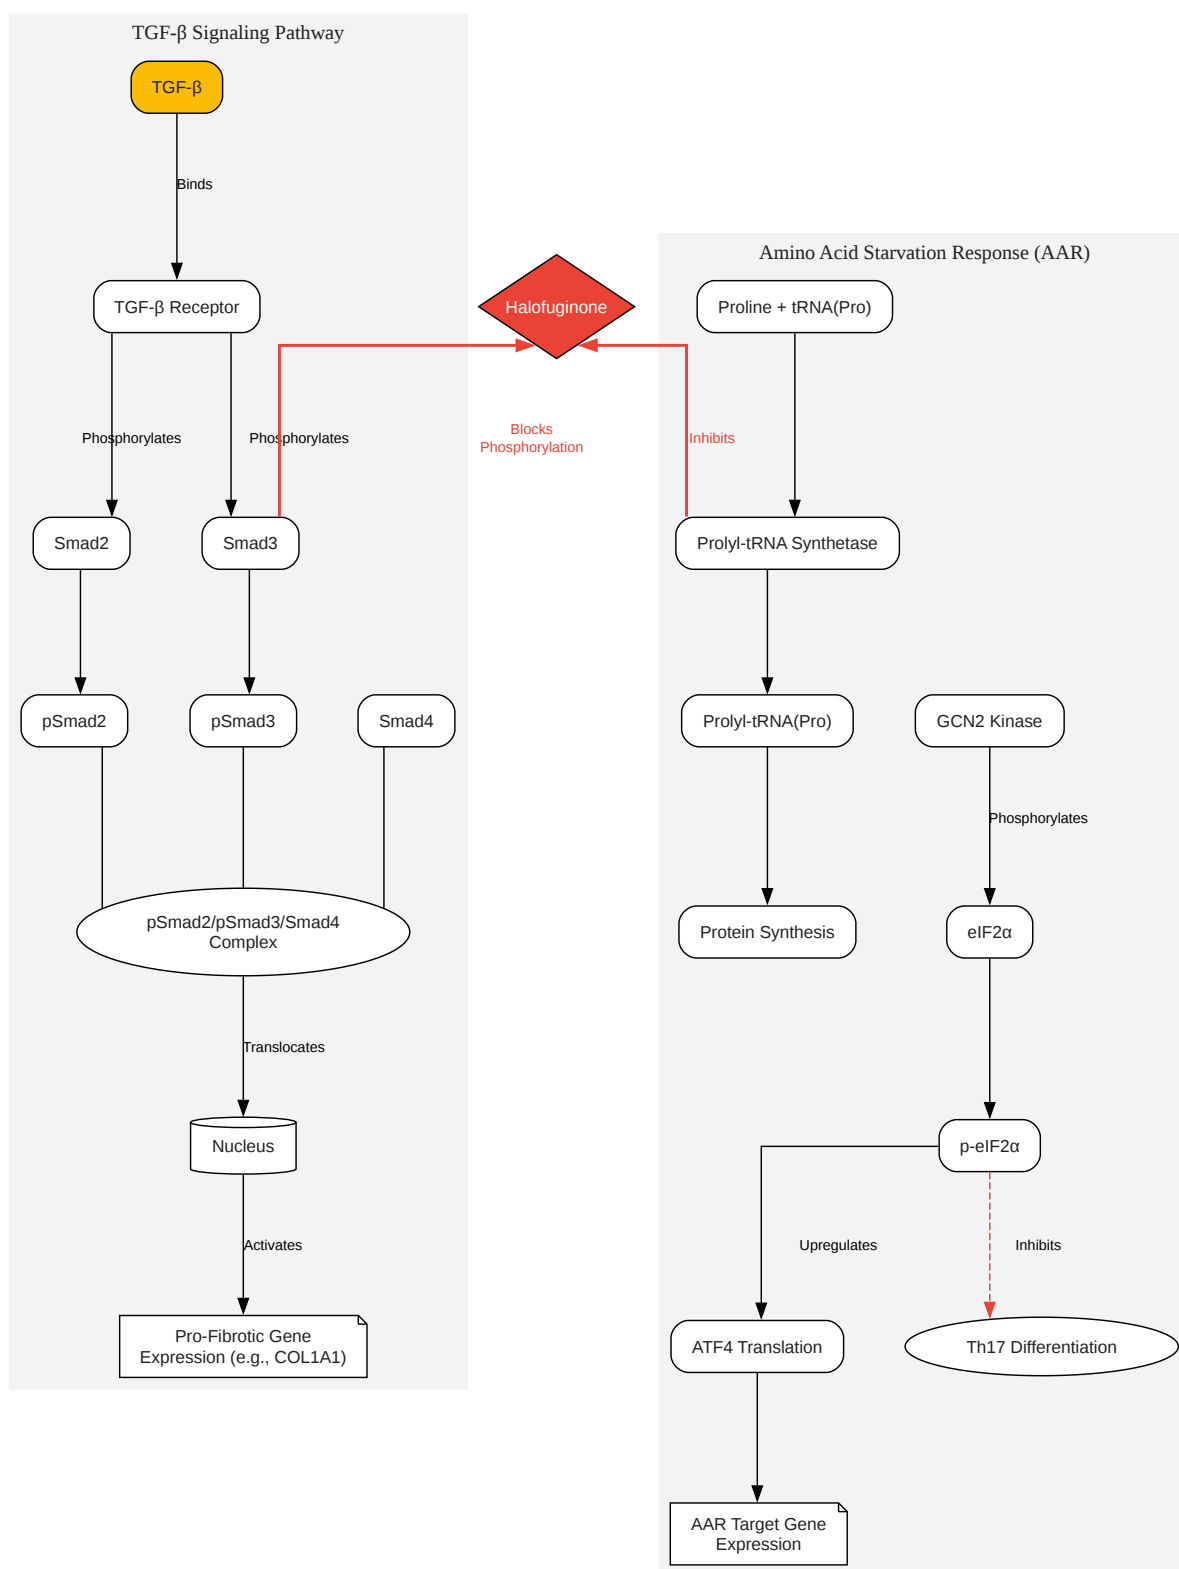 TGF-β Signaling Pathway
TGF-β
Binds
TGF-β Receptor
Phosphorylates
Phosphorylates
Smad2
Smad3
pSmad2
pSmad3
Smad4
pSmad2/pSmad3/Smad4
Complex
Translocates
Nucleus
Activates
Pro-Fibrotic Gene
Expression (e.g., COL1A1)
Halofuginone
Blocks
Phosphorylation
Inhibits
Amino Acid Starvation Response (AAR)
Proline + tRNA(Pro)
Prolyl-tRNA Synthetase
Prolyl-tRNA(Pro)
GCN2 Kinase
Phosphorylates
Protein Synthesis
eIF2α
p-eIF2α
Upregulates
Inhibits
ATF4 Translation
Th17 Differentiation
AAR Target Gene
Expression